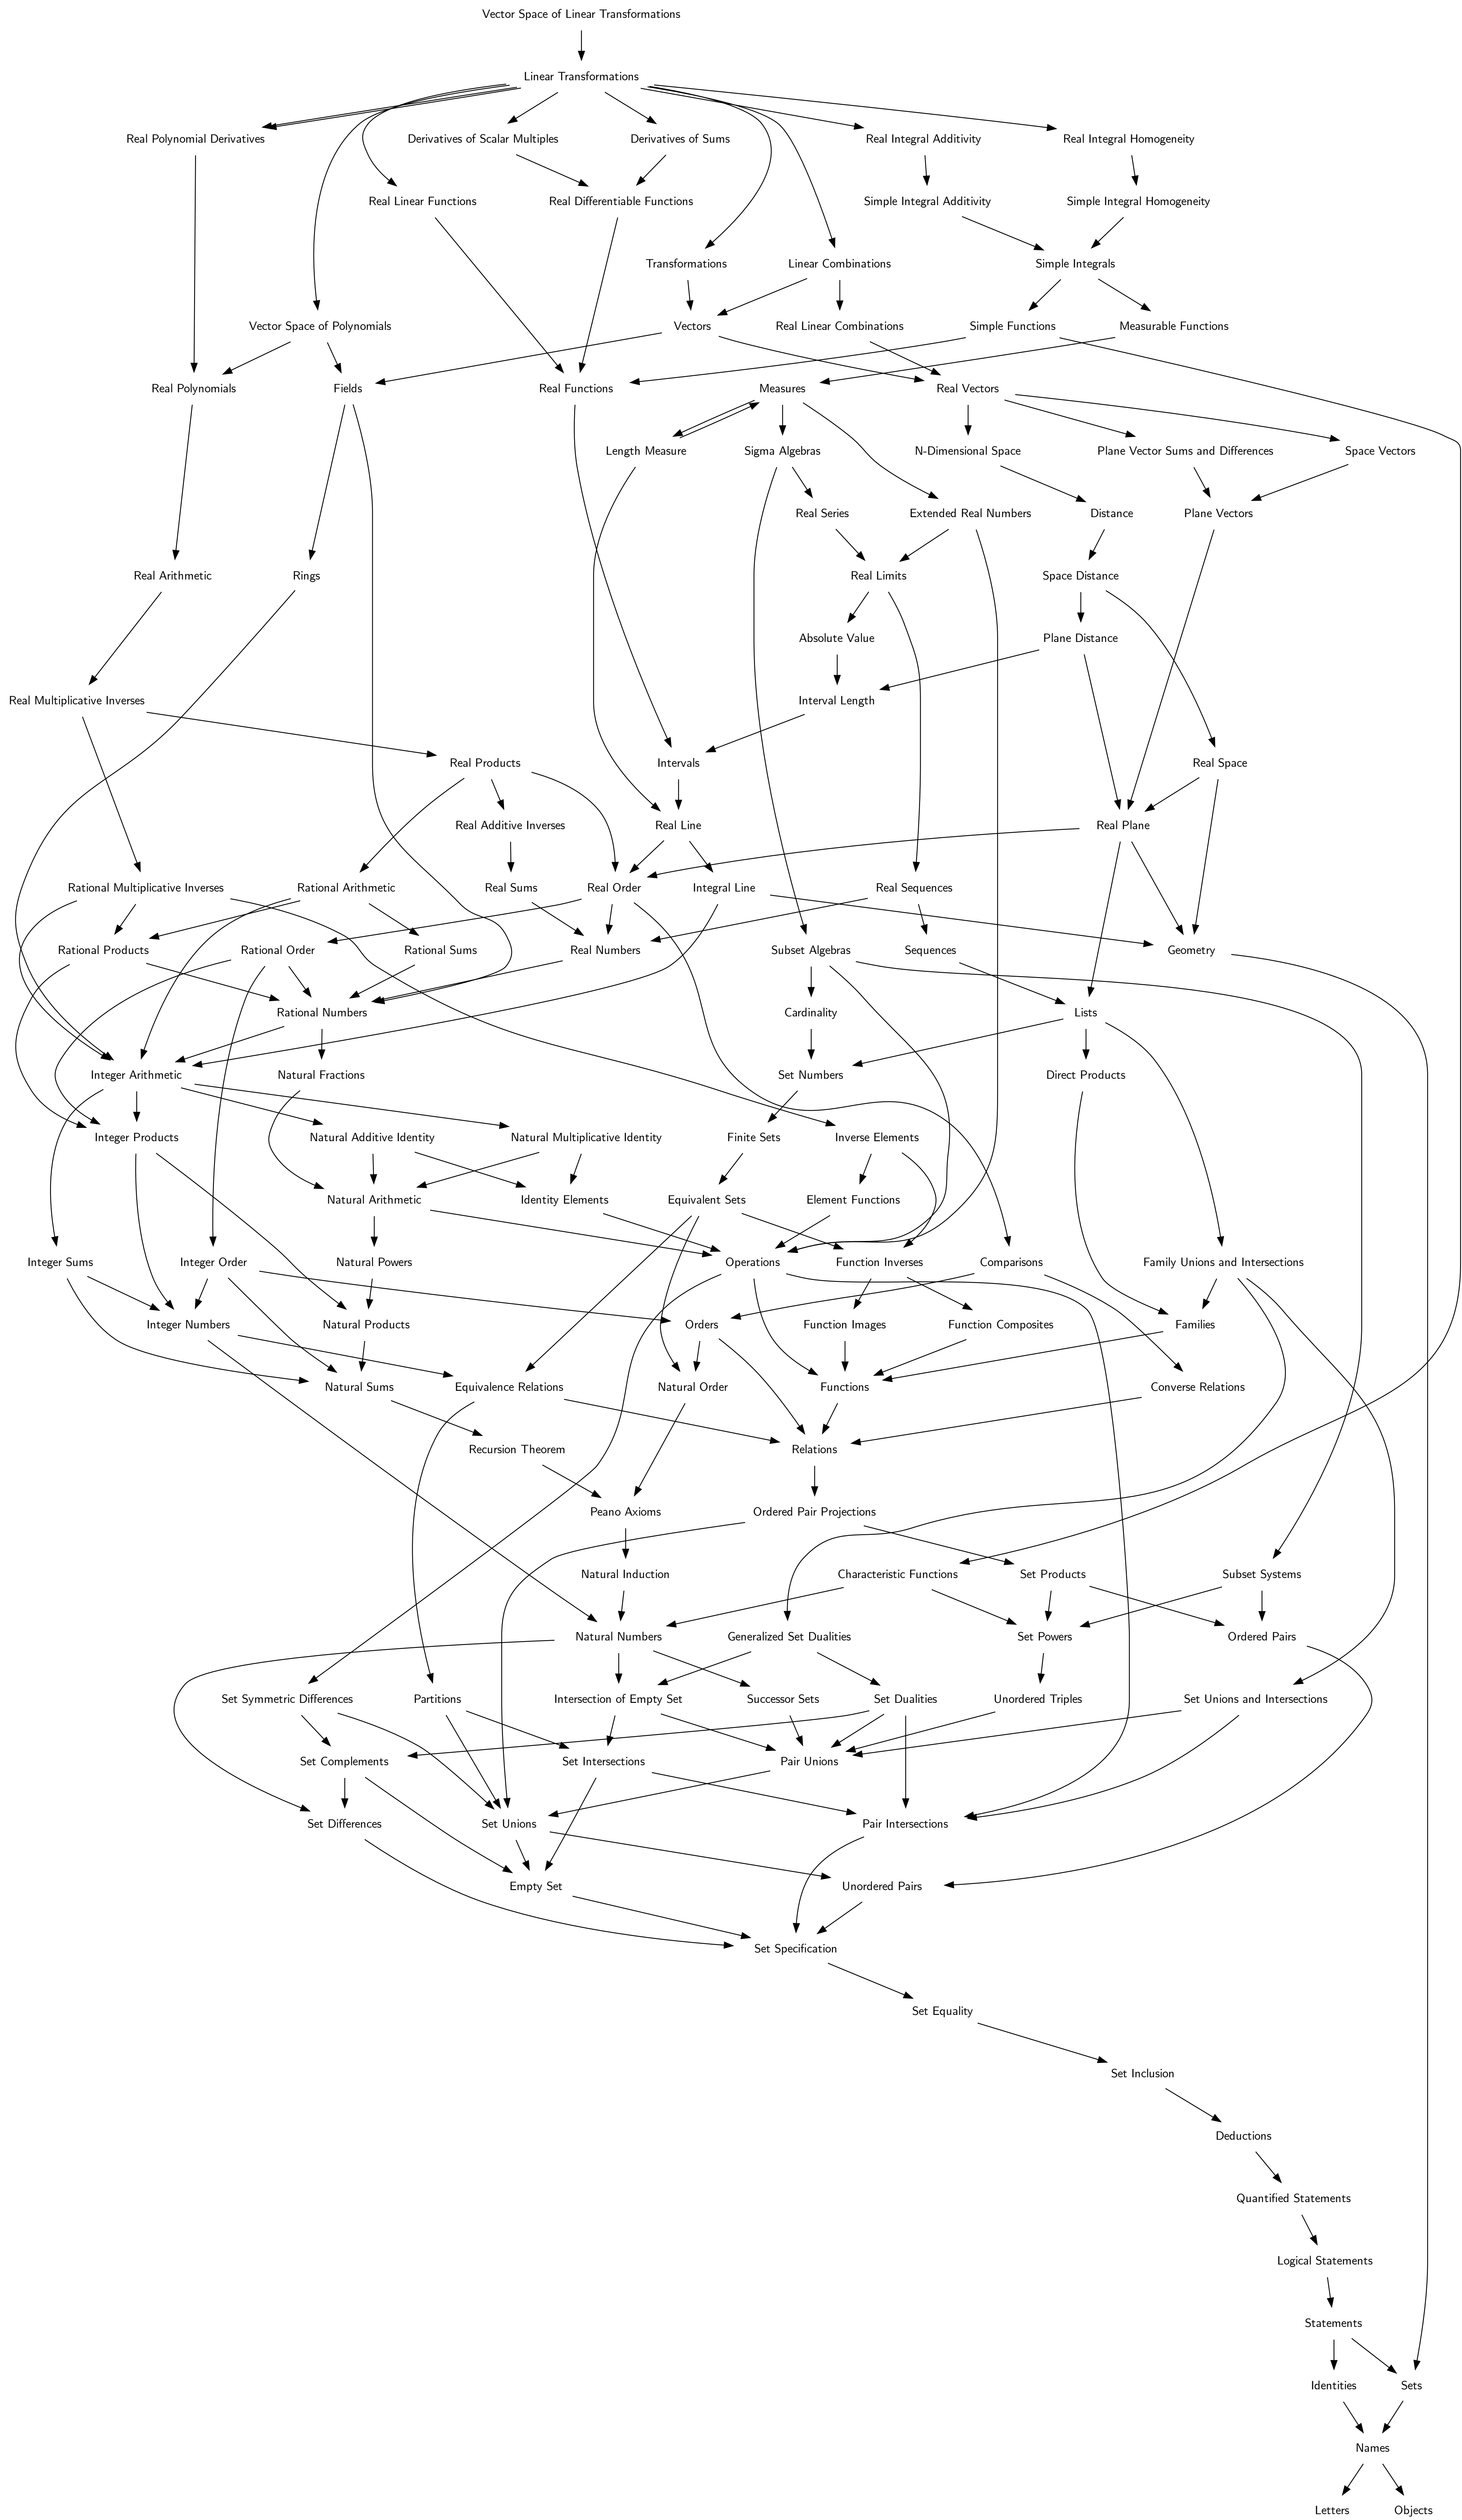 Vector Space of Linear Transformations
Linear Transformations
Real Polynomial Derivatives
Derivatives of Scalar Multiples
Derivatives of Sums
Real Integral Additivity
Real Integral Homogeneity
Real Linear Functions
Real Differentiable Functions
Simple Integral Additivity
Simple Integral Homogeneity
Transformations
Linear Combinations
Simple Integrals
Vector Space of Polynomials
Vectors
Real Linear Combinations
Simple Functions
Measurable Functions
Real Polynomials
Fields
Real Functions
Measures
Real Vectors
Length Measure
Sigma Algebras
N-Dimensional Space
Plane Vector Sums and Differences
Space Vectors
Real Series
Extended Real Numbers
Distance
Plane Vectors
Real Arithmetic
Rings
Real Limits
Space Distance
Absolute Value
Plane Distance
Real Multiplicative Inverses
Interval Length
Real Products
Intervals
Real Space
Real Additive Inverses
Real Line
Real Plane
Rational Multiplicative Inverses
Rational Arithmetic
Real Sums
Real Order
Integral Line
Real Sequences
Rational Products
Rational Order
Rational Sums
Real Numbers
Subset Algebras
Sequences
Geometry
Rational Numbers
Cardinality
Lists
Integer Arithmetic
Natural Fractions
Set Numbers
Direct Products
Integer Products
Natural Additive Identity
Natural Multiplicative Identity
Finite Sets
Inverse Elements
Natural Arithmetic
Identity Elements
Equivalent Sets
Element Functions
Integer Sums
Integer Order
Natural Powers
Operations
Function Inverses
Comparisons
Family Unions and Intersections
Integer Numbers
Natural Products
Orders
Function Images
Function Composites
Families
Natural Sums
Equivalence Relations
Natural Order
Functions
Converse Relations
Recursion Theorem
Relations
Peano Axioms
Ordered Pair Projections
Natural Induction
Characteristic Functions
Set Products
Subset Systems
Natural Numbers
Generalized Set Dualities
Set Powers
Ordered Pairs
Set Symmetric Differences
Partitions
Intersection of Empty Set
Successor Sets
Set Dualities
Unordered Triples
Set Unions and Intersections
Set Complements
Set Intersections
Pair Unions
Set Differences
Set Unions
Pair Intersections
Empty Set
Unordered Pairs
Set Specification
Set Equality
Set Inclusion
Deductions
Quantified Statements
Logical Statements
Statements
Identities
Sets
Names
Letters
Objects